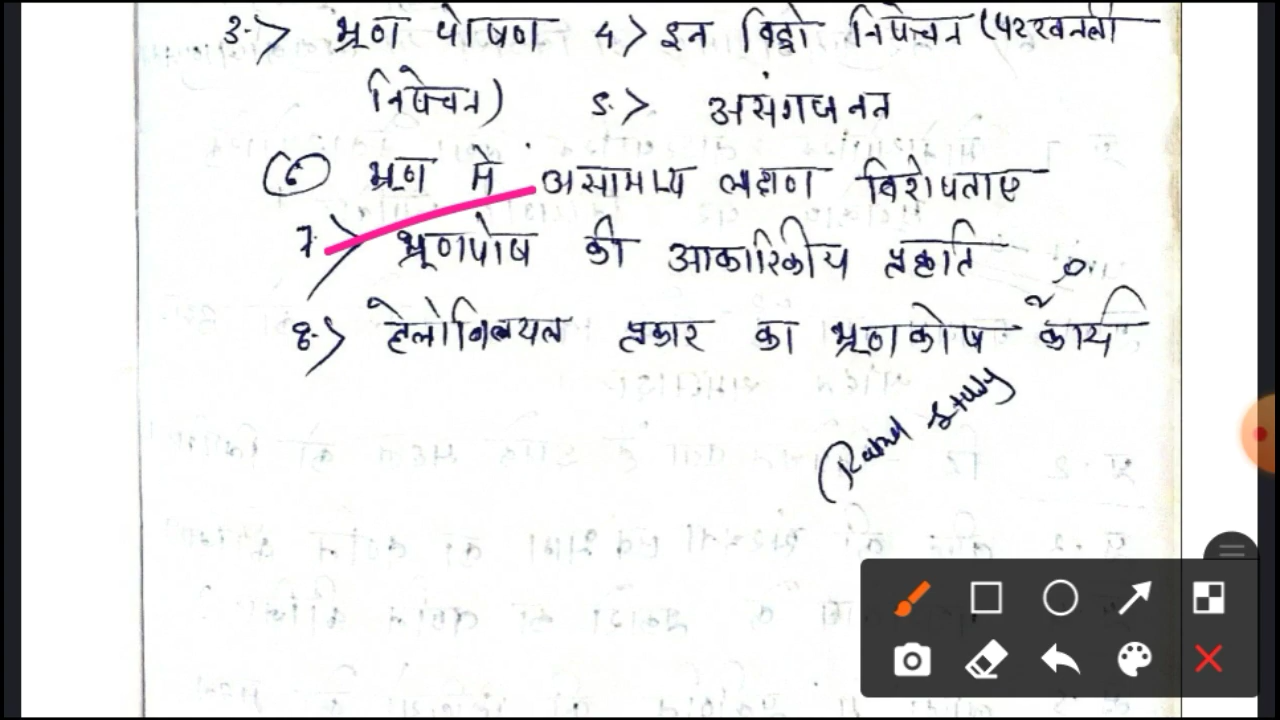 3.> भ्रूण पोषण 4> इन विट्रो निषेचन (परखनली
निषेचन) 5.> असंगजनन
6 भ्रूण मे असामान्य लक्षण विशेषताए
7.> भ्रूणपोष की आकारिकीय प्रकृति
8.> हेलोबियल प्रकार का भ्रूणकोष कार्य
Study